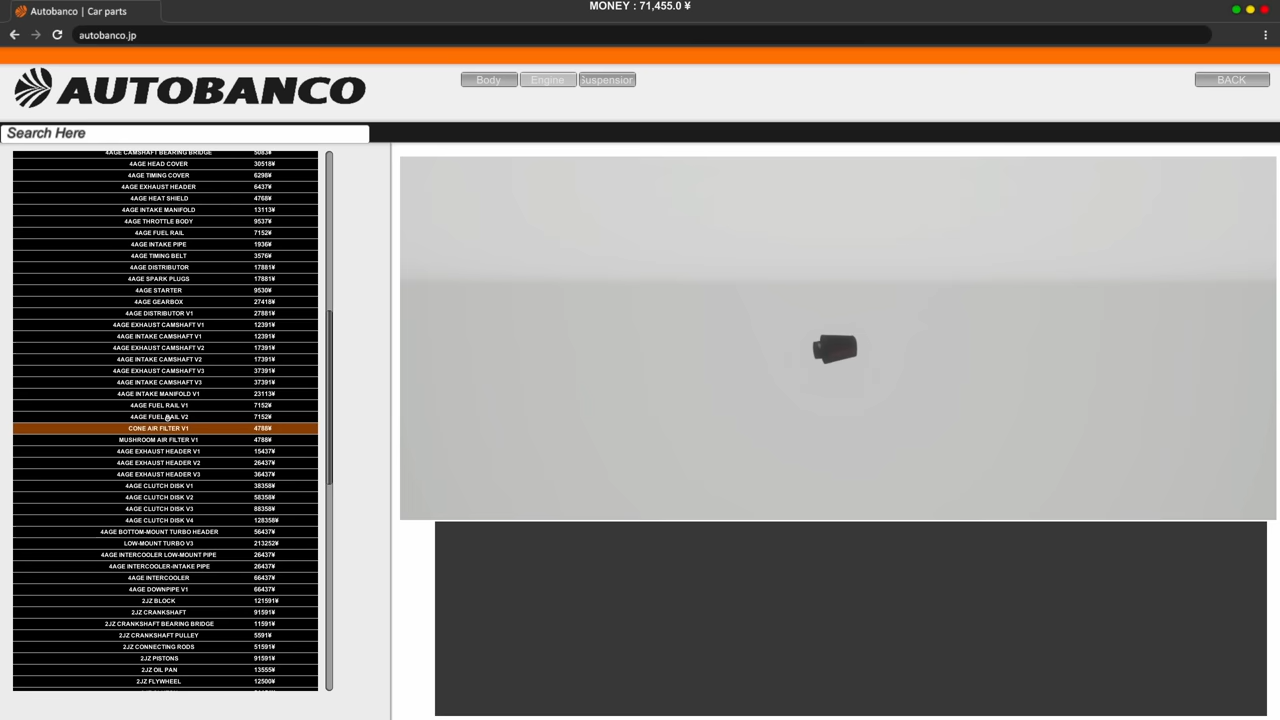 MONEY : 71,455.0 ¥
Autobanco | Car parts
autobanco.jp
AUTOBANCO
Body
Engine
Suspension
BACK
Search Here
4AGE CAMSHAFT BEARING BRIDGE 5083¥
4AGE HEAD COVER 30518¥
4AGE TIMING COVER 6298¥
4AGE EXHAUST HEADER 6437¥
4AGE HEAT SHIELD 4768¥
4AGE INTAKE MANIFOLD 13113¥
4AGE THROTTLE BODY 9537¥
4AGE FUEL RAIL 7152¥
4AGE INTAKE PIPE 1936¥
4AGE TIMING BELT 3576¥
4AGE DISTRIBUTOR 17881¥
4AGE SPARK PLUGS 17881¥
4AGE STARTER 9530¥
4AGE GEARBOX 27418¥
4AGE DISTRIBUTOR V1 27881¥
4AGE EXHAUST CAMSHAFT V1 12391¥
4AGE INTAKE CAMSHAFT V1 12391¥
4AGE EXHAUST CAMSHAFT V2 17391¥
4AGE INTAKE CAMSHAFT V2 17391¥
4AGE EXHAUST CAMSHAFT V3 37391¥
4AGE INTAKE CAMSHAFT V3 37391¥
4AGE INTAKE MANIFOLD V1 23113¥
4AGE FUEL RAIL V1 7152¥
4AGE FUEL RAIL V2 7152¥
CONE AIR FILTER V1 4788¥
MUSHROOM AIR FILTER V1 4788¥
4AGE EXHAUST HEADER V1 15437¥
4AGE EXHAUST HEADER V2 26437¥
4AGE EXHAUST HEADER V3 36437¥
4AGE CLUTCH DISK V1 38358¥
4AGE CLUTCH DISK V2 58358¥
4AGE CLUTCH DISK V3 88358¥
4AGE CLUTCH DISK V4 128358¥
4AGE BOTTOM-MOUNT TURBO HEADER 56437¥
LOW-MOUNT TURBO V3 213252¥
4AGE INTERCOOLER LOW-MOUNT PIPE 26437¥
4AGE INTERCOOLER-INTAKE PIPE 26437¥
4AGE INTERCOOLER 66437¥
4AGE DOWNPIPE V1 66437¥
2JZ BLOCK 121591¥
2JZ CRANKSHAFT 91591¥
2JZ CRANKSHAFT BEARING BRIDGE 11591¥
2JZ CRANKSHAFT PULLEY 5591¥
2JZ CONNECTING RODS 51591¥
2JZ PISTONS 91591¥
2JZ OIL PAN 13555¥
2JZ FLYWHEEL 12500¥